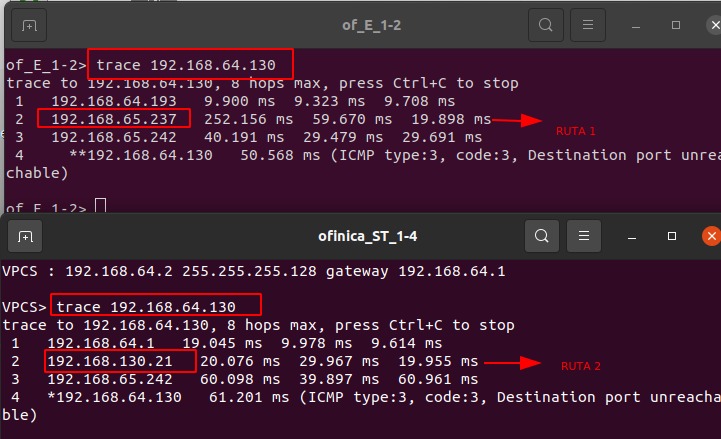 of_E_1-2
of_E_1-2> trace 192.168.64.130
trace to 192.168.64.130, 8 hops max, press Ctrl+C to stop
1 192.168.64.193 9.900 ms 9.323 ms 9.708 ms
2 192.168.65.237 252.156 ms 59.670 ms 19.898 ms
RUTA 1
3 192.168.65.242 40.191 ms 29.479 ms 29.691 ms
4 **192.168.64.130 50.568 ms (ICMP type:3, code:3, Destination port unrea
chable)
of_E_1-2>
ofinica_ST_1-4
VPCS : 192.168.64.2 255.255.255.128 gateway 192.168.64.1
VPCS> trace 192.168.64.130
trace to 192.168.64.130, 8 hops max, press Ctrl+C to stop
1 192.168.64.1 19.045 ms 9.978 ms 9.614 ms
2 192.168.130.21 20.076 ms 29.967 ms 19.955 ms
RUTA 2
3 192.168.65.242 60.098 ms 39.897 ms 60.961 ms
4 *192.168.64.130 61.201 ms (ICMP type:3, code:3, Destination port unreacha
ble)